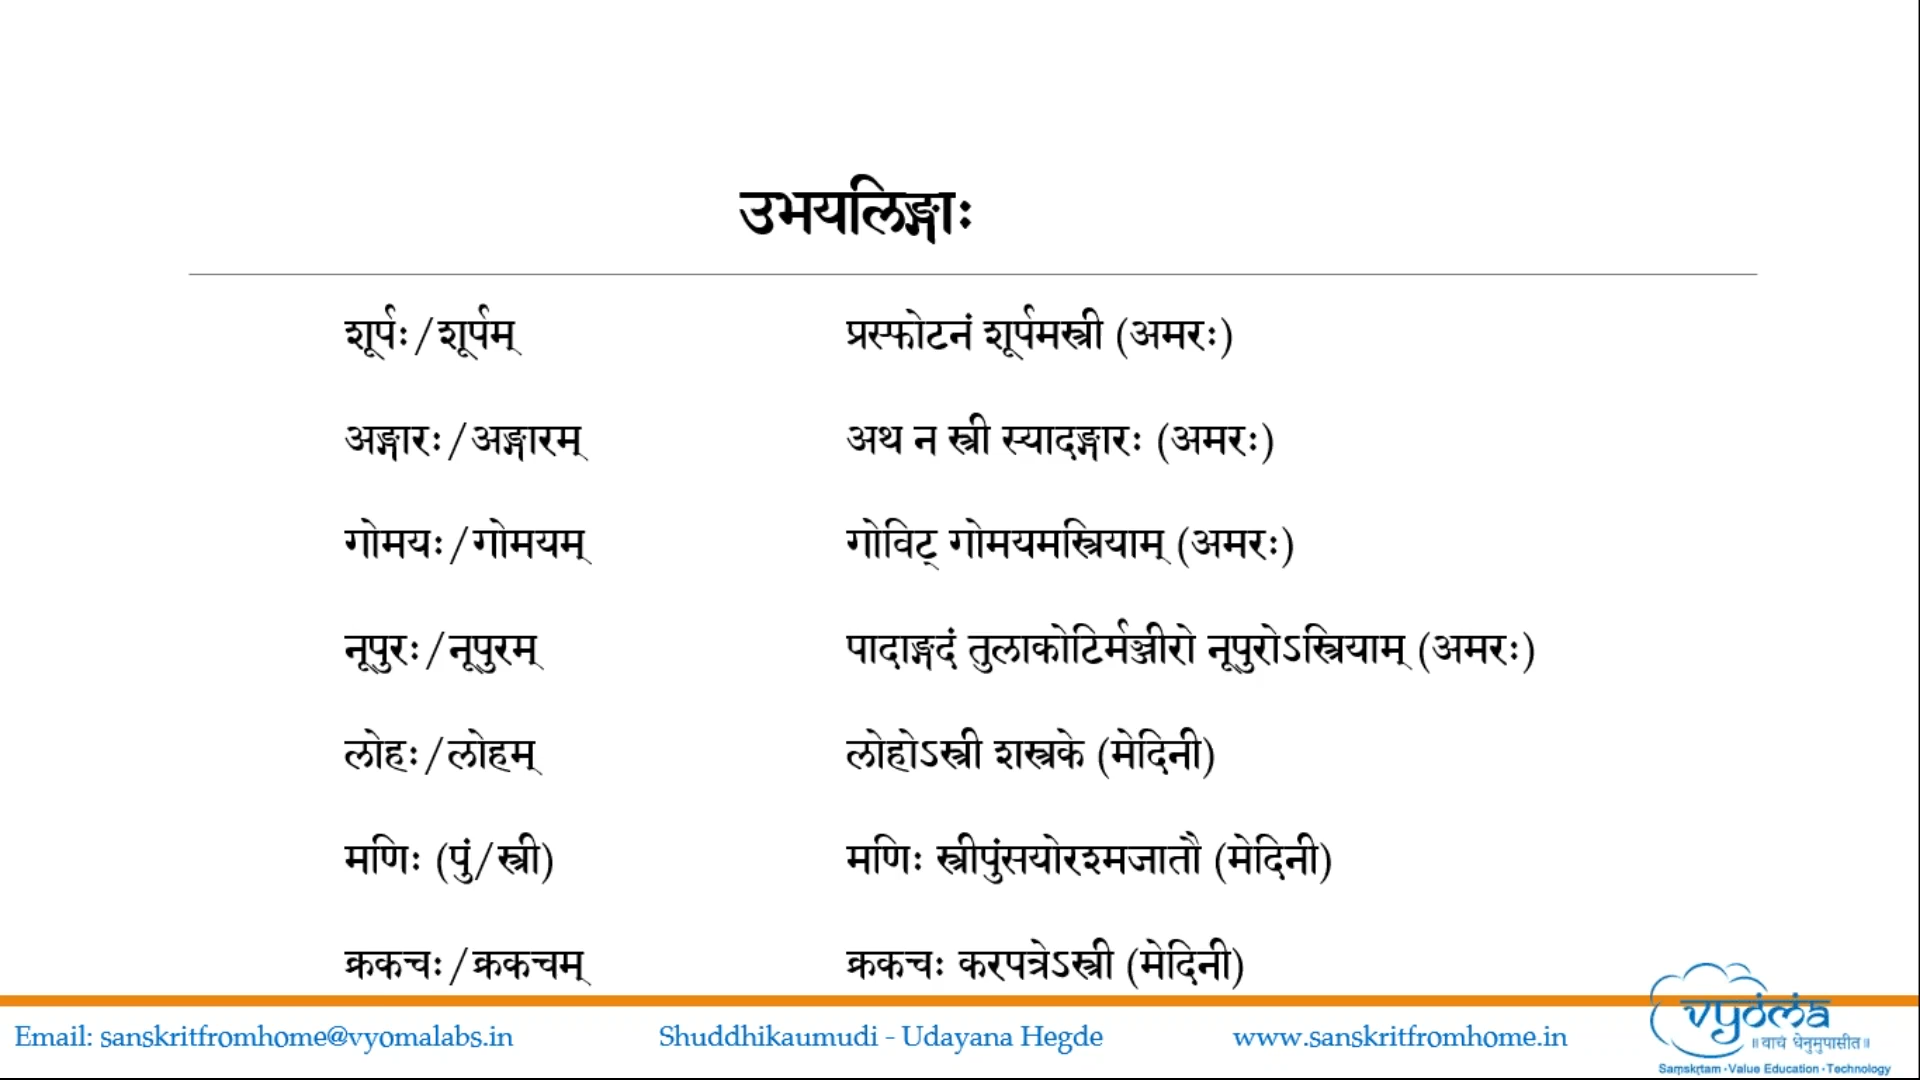 उभयलिङ्गाः
शूर्पः/शूर्पम् प्रस्फोटनं शूर्पमस्त्री (अमरः)
अङ्गारः/अङ्गारम् अथ न स्त्री स्यादङ्गारः (अमरः)
गोमयः/गोमयम् गोविट् गोमयमस्त्रियाम् (अमरः)
नूपुरः/नूपुरम् पादाङ्गदं तुलाकोटिर्मञ्जीरो नूपुरोऽस्त्रियाम् (अमरः)
लोहः/लोहम् लोहोऽस्त्री शस्त्रके (मेदिनी)
मणिः (पुं/स्त्री) मणिः स्त्रीपुंसयोरश्मजातौ (मेदिनी)
क्रकचः/क्रकचम् क्रकचः करपत्रेऽस्त्री (मेदिनी)
vyoma
॥वाचं धेनुमुपासीत॥
Saṃskṛtam · Value Education · Technology
Email: sanskritfromhome@vyomalabs.in Shuddhikaumudi - Udayana Hegde www.sanskritfromhome.in